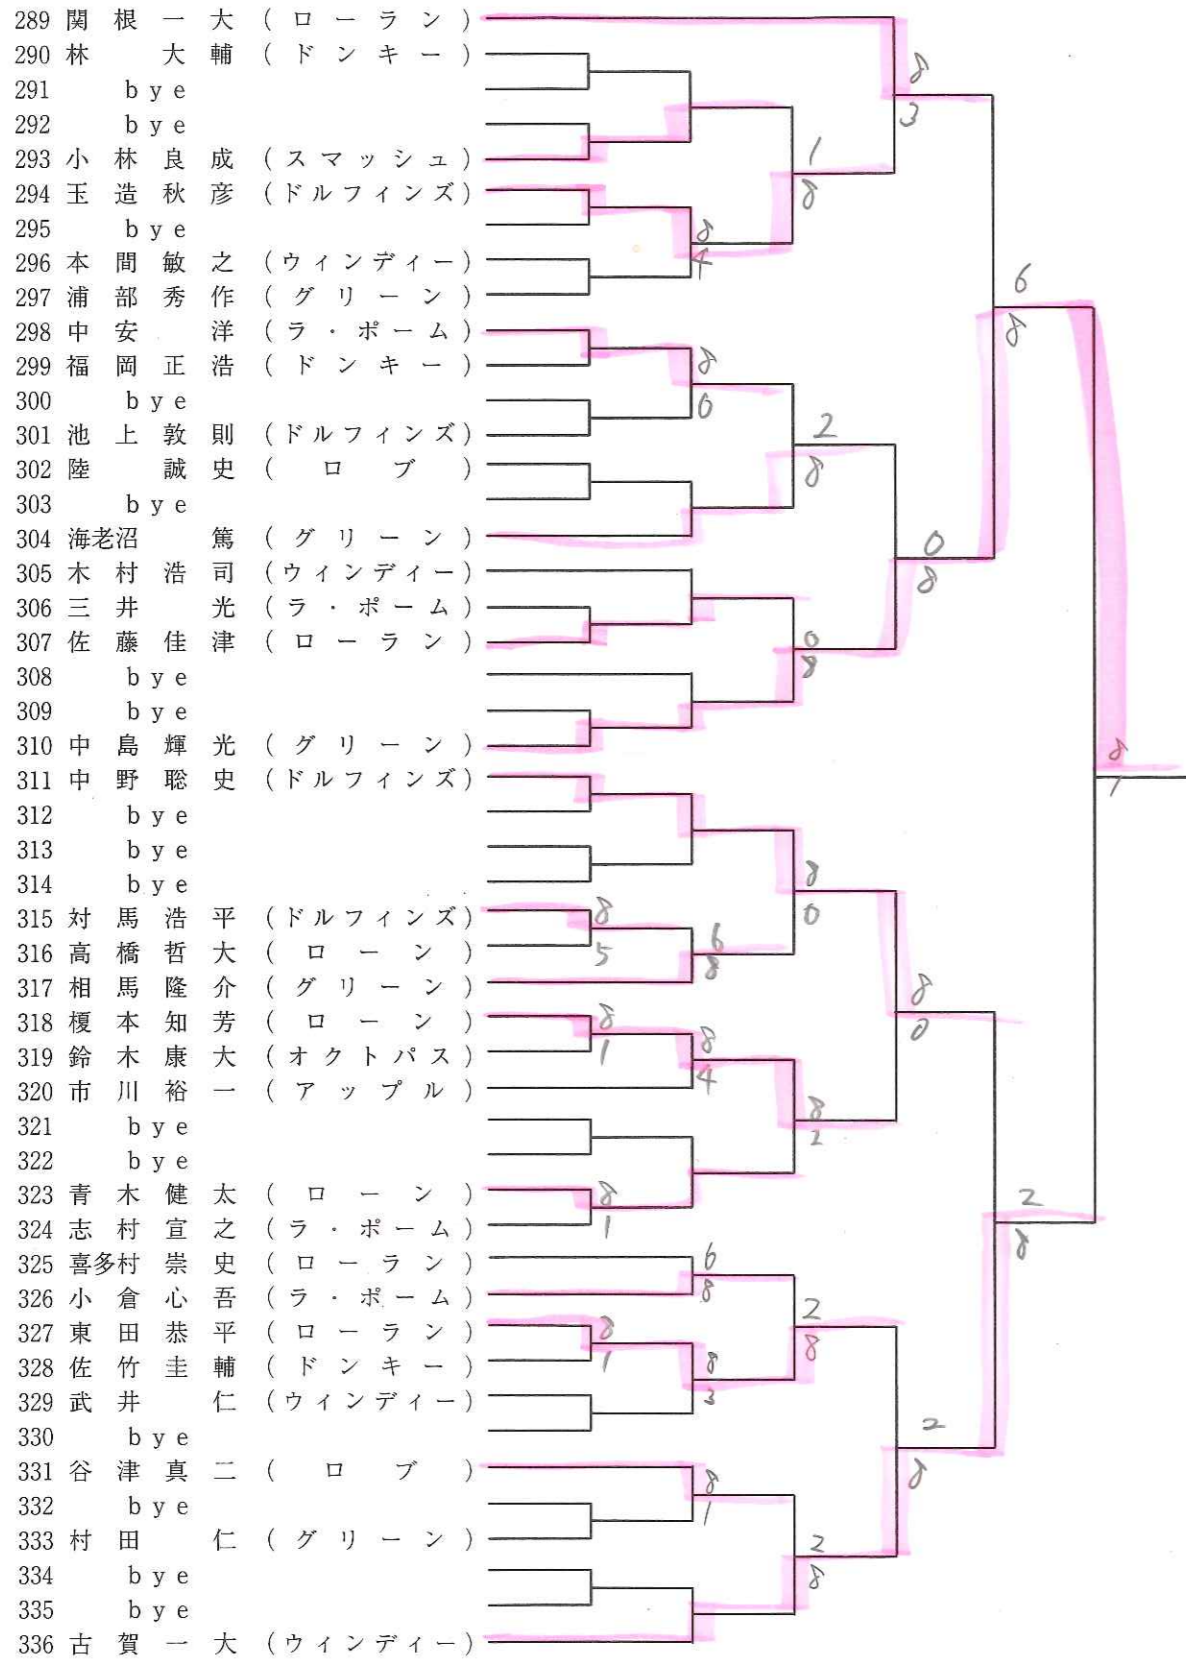 289 関根一大 (ローラン)
290 林 大輔 (ドンキー)
291 bye
292 bye
293 小林良成 (スマッシュ)
294 玉造秋彦 (ドルフィンズ)
295 bye
296 本間敏之 (ウィンディー)
297 浦部秀作 (グリーン)
298 中安 洋 (ラ・ポーム)
299 福岡正浩 (ドンキー)
300 bye
301 池上敦則 (ドルフィンズ)
302 陸 誠史 (ロブ)
303 bye
304 海老沼 篤 (グリーン)
305 木村浩司 (ウィンディー)
306 三井 光 (ラ・ポーム)
307 佐藤佳津 (ローラン)
308 bye
309 bye
310 中島輝光 (グリーン)
311 中野聡史 (ドルフィンズ)
312 bye
313 bye
314 bye
315 対馬浩平 (ドルフィンズ)
316 高橋哲大 (ローン)
317 相馬隆介 (グリーン)
318 榎本知芳 (ローン)
319 鈴木康大 (オクトパス)
320 市川裕一 (アップル)
321 bye
322 bye
323 青木健太 (ローン)
324 志村宣之 (ラ・ポーム)
325 喜多村崇史 (ローラン)
326 小倉心吾 (ラ・ポーム)
327 東田恭平 (ローラン)
328 佐竹圭輔 (ドンキー)
329 武井 仁 (ウィンディー)
330 bye
331 谷津真二 (ロブ)
332 bye
333 村田 仁 (グリーン)
334 bye
335 bye
336 古賀一大 (ウィンディー)
8
5
8
1
8
1
8
1
8
4
8
0
6
8
8
4
6
8
8
3
8
1
1
8
2
8
0
8
8
0
8
2
2
8
2
8
8
3
0
8
8
0
2
8
6
8
2
8
8
1